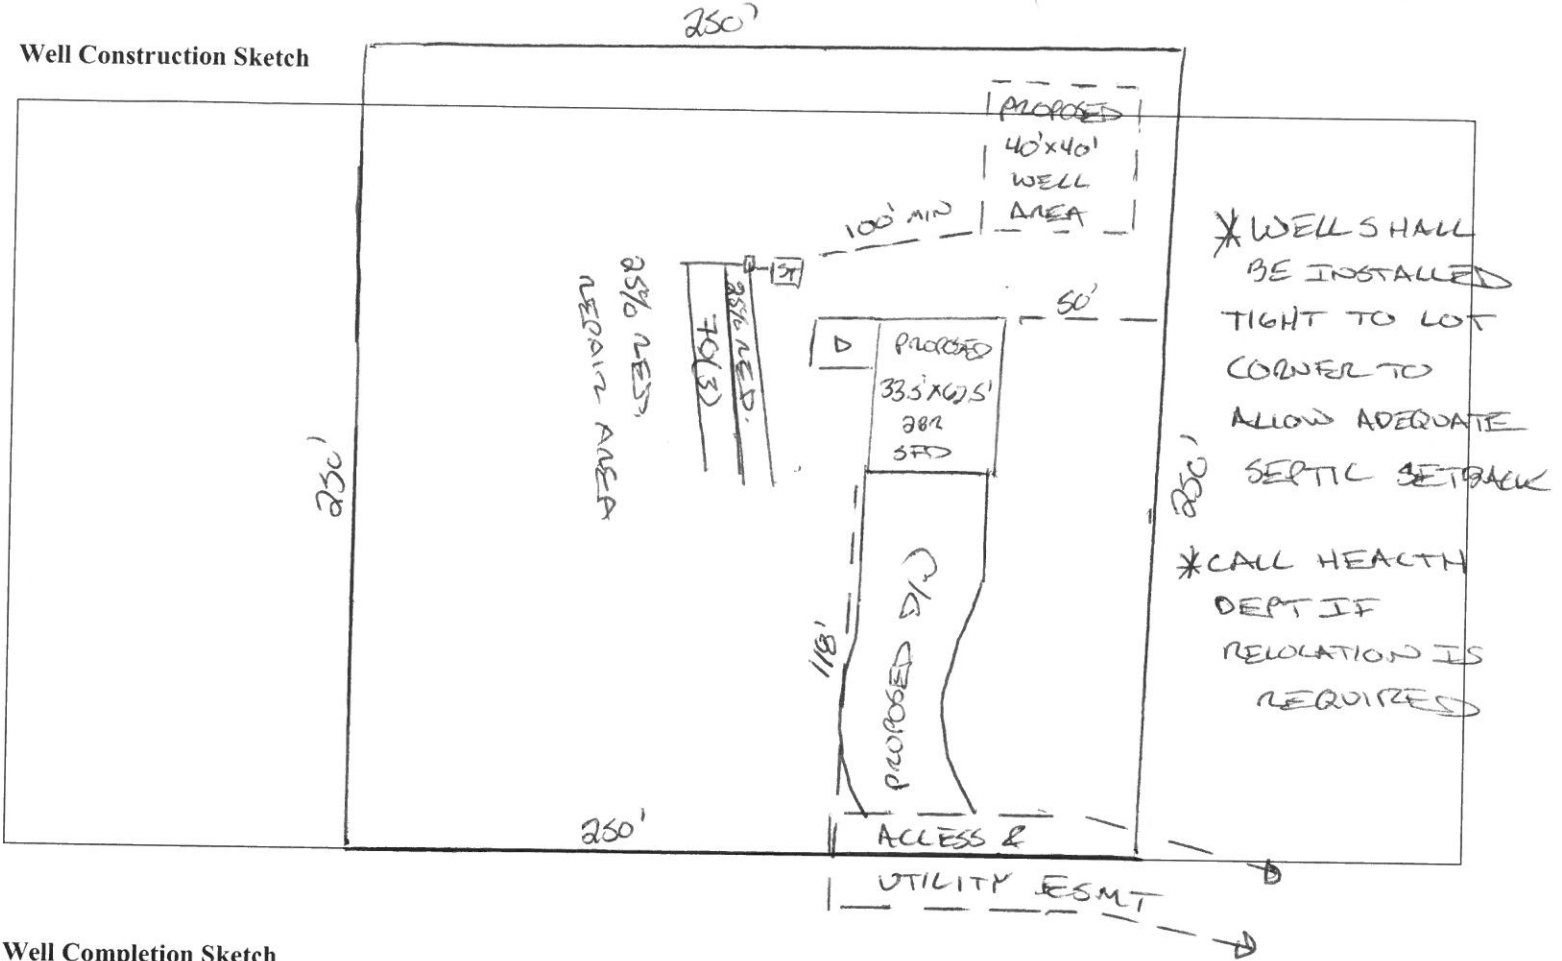 250'
Well Construction Sketch
PROPOSED
40'x40'
WELL
AREA
100' MIN
* WELL SHALL
BE INSTALLED
TIGHT TO LOT
CORNER TO
ALLOW ADEQUATE
SEPTIC SETBACK
ST
50'
25% RED.
REPAIR AREA
70(3)
25% RED.
D
PROPOSED
33.5'X67.5'
2BR
SFD
250'
250'
* CALL HEALTH
DEPT IF
RELOCATION IS
REQUIRED
118'
PROPOSED D/W
250'
ACCESS &
UTILITY ESMT
Well Completion Sketch